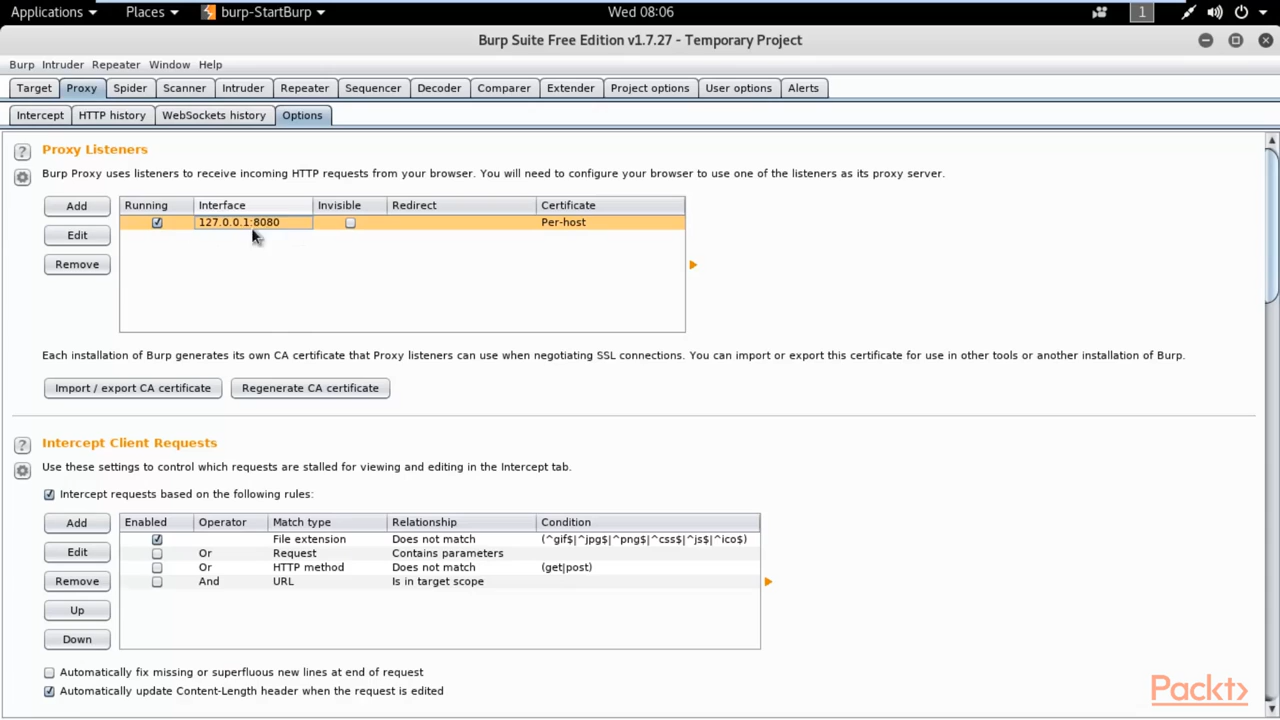 Applications Places burp-StartBurp Wed 08:06 1
Burp Suite Free Edition v1.7.27 - Temporary Project
Burp Intruder Repeater Window Help
Target Proxy Spider Scanner Intruder Repeater Sequencer Decoder Comparer Extender Project options User options Alerts
Intercept HTTP history WebSockets history Options
? Proxy Listeners
Burp Proxy uses listeners to receive incoming HTTP requests from your browser. You will need to configure your browser to use one of the listeners as its proxy server.
Add Running Interface Invisible Redirect Certificate
127.0.0.1:8080 Per-host
Edit
Remove
Each installation of Burp generates its own CA certificate that Proxy listeners can use when negotiating SSL connections. You can import or export this certificate for use in other tools or another installation of Burp.
Import / export CA certificate Regenerate CA certificate
? Intercept Client Requests
Use these settings to control which requests are stalled for viewing and editing in the Intercept tab.
Intercept requests based on the following rules:
Add Enabled Operator Match type Relationship Condition
File extension Does not match (^gif$|^jpg$|^png$|^css$|^js$|^ico$)
Edit Or Request Contains parameters
Or HTTP method Does not match (get|post)
Remove And URL Is in target scope
Up
Down
Automatically fix missing or superfluous new lines at end of request
Automatically update Content-Length header when the request is edited
Packt>